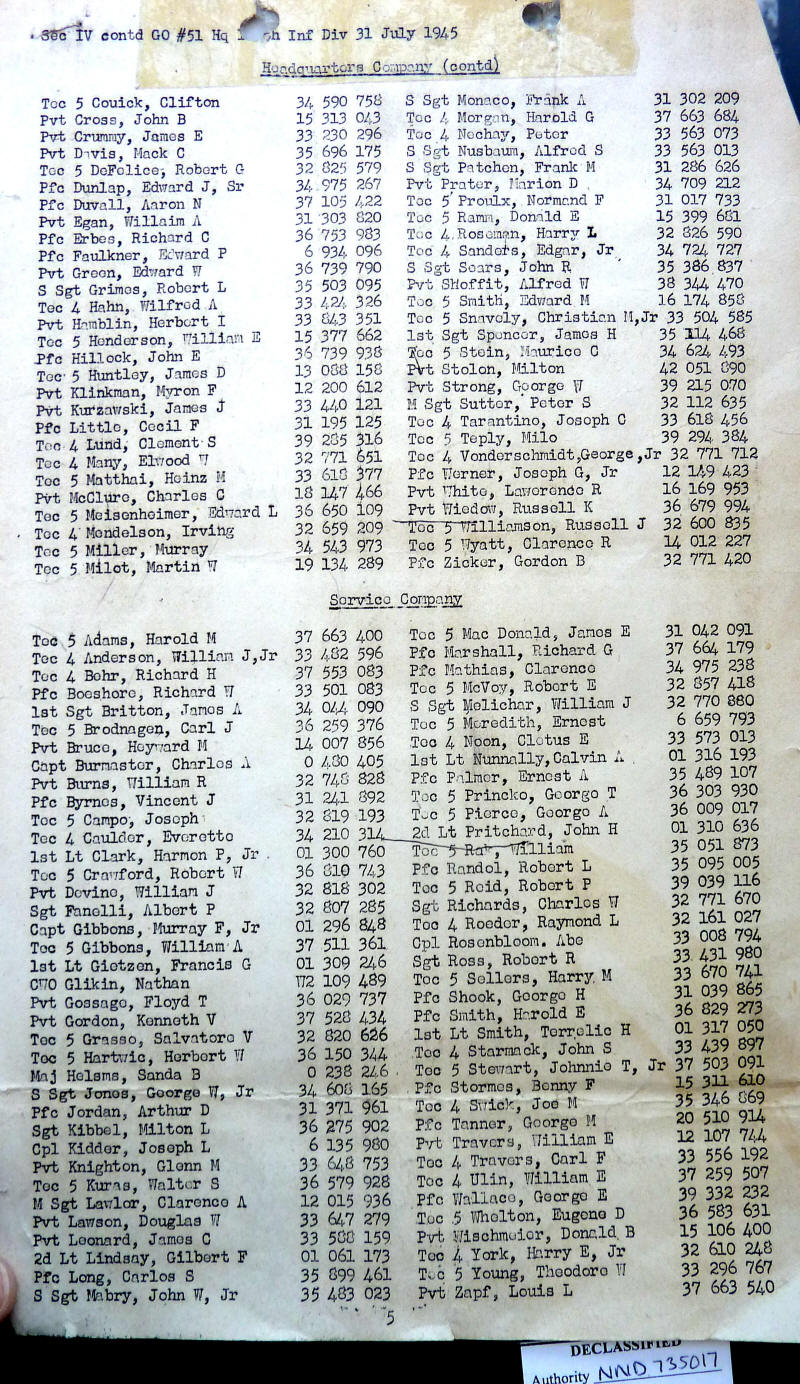 Sec IV contd GO #51 Hq Inf Div 31 July 1945
Headquarters Company (contd)
Tec 5 Couick, Clifton 34 590 758
Pvt Cross, John B 15 313 043
Pvt Crummy, James E 33 230 296
Pvt Davis, Mack C 35 696 175
Tec 5 DeFelice, Robert G 32 825 579
Pfc Dunlap, Edward J, Sr 34 975 267
Pfc Duvall, Aaron N 37 105 422
Pvt Egan, Willaim A 31 303 820
Pfc Erbes, Richard C 36 753 983
Pfc Faulkner, Edward P 6 934 096
Pvt Green, Edward W 36 739 790
S Sgt Grimes, Robert L 35 503 095
Tec 4 Hahn, Wilfred A 33 424 326
Pvt Hamblin, Herbert I 33 843 351
Tec 5 Henderson, William E 15 377 662
Pfc Hillock, John E 36 739 938
Tec 5 Huntley, James D 13 088 158
Pvt Klinkman, Myron F 12 200 612
Pvt Kurzawski, James J 33 440 121
Pfc Little, Cecil F 31 195 125
Tec 4 Lund, Clement S 39 285 316
Tec 4 Many, Elwood W 32 771 651
Tec 5 Matthai, Heinz M 33 618 377
Pvt McClure, Charles C 18 147 466
Tec 5 Meisenheimer, Edward L 36 650 109
Tec 4 Mendelson, Irving 32 659 209
Tec 5 Miller, Murray 34 543 973
Tec 5 Milot, Martin W 19 134 289
S Sgt Monaco, Frank A 31 302 209
Tec 4 Morgan, Harold G 37 663 684
Tec 4 Nechay, Peter 33 563 073
S Sgt Nusbaum, Alfred S 33 563 013
S Sgt Patchen, Frank M 31 286 626
Pvt Prater, Marion D 34 709 212
Tec 5 Proulx, Normand F 31 017 733
Tec 5 Ramm, Donald E 15 399 681
Tec 4 Roseman, Harry L 32 826 590
Tec 4 Sanders, Edgar, Jr 34 724 727
S Sgt Sears, John R 35 386 837
Pvt Shoffit, Alfred W 38 344 470
Tec 5 Smith, Edward M 16 174 858
Tec 5 Snavely, Christian M,Jr 33 504 585
1st Sgt Spencer, James H 35 114 468
Tec 5 Stein, Maurice C 34 624 493
Pvt Stolon, Milton 42 051 890
Pvt Strong, George W 39 215 070
M Sgt Sutter, Peter S 32 112 635
Tec 4 Tarantino, Joseph C 33 618 456
Tec 5 Teply, Milo 39 294 384
Tec 4 Vonderschmidt,George,Jr 32 771 712
Pfc Werner, Joseph G, Jr 12 149 423
Pvt White, Lawerence R 16 169 953
Pvt Wiedow, Russell K 36 679 994
Tec 5 Williamson, Russell J 32 600 835
Tec 5 Wyatt, Clarence R 14 012 227
Pfc Zicker, Gordon B 32 771 420
Service Company
Tec 5 Adams, Harold M 37 663 400
Tec 4 Anderson, William J,Jr 33 482 596
Tec 4 Behr, Richard H 37 553 083
Pfc Boeshore, Richard W 33 501 083
1st Sgt Britton, James A 34 044 090
Tec 5 Brodhagen, Carl J 36 259 376
Pvt Bruce, Heyward M 14 007 856
Capt Burmaster, Charles A 0 480 405
Pvt Burns, William R 32 748 828
Pfc Byrnes, Vincent J 31 241 892
Tec 5 Campo, Joseph 32 819 193
Tec 4 Caulder, Everette 34 210 314
1st Lt Clark, Harmon P, Jr 01 300 760
Tec 5 Crawford, Robert W 36 810 743
Pvt Devine, William J 32 818 302
Sgt Fanelli, Albert P 32 807 285
Capt Gibbons, Murray F, Jr 01 296 848
Tec 5 Gibbons, William A 37 511 361
1st Lt Gietzen, Francis G 01 309 246
CWO Glikin, Nathan W2 109 489
Pvt Gossage, Floyd T 36 029 737
Pvt Gordon, Kenneth V 37 528 434
Tec 5 Grasso, Salvatore V 32 820 626
Tec 5 Hartwic, Herbert W 36 150 344
Maj Helsms, Sanda B 0 238 246
S Sgt Jones, George W, Jr 34 608 165
Pfc Jordan, Arthur D 31 371 961
Sgt Kibbel, Milton L 36 275 902
Cpl Kidder, Joseph L 6 135 980
Pvt Knighton, Glenn M 33 648 753
Tec 5 Kuras, Walter S 36 579 928
M Sgt Lawlor, Clarence A 12 015 936
Pvt Lawson, Douglas W 33 647 279
Pvt Leonard, James C 33 588 159
2d Lt Lindsay, Gilbert F 01 061 173
Pfc Long, Carlos S 35 899 461
S Sgt Mabry, John W, Jr 35 483 023
Tec 5 Mac Donald, James E 31 042 091
Pfc Marshall, Richard G 37 664 179
Pfc Mathias, Clarence 34 975 238
Tec 5 McVoy, Robert E 32 857 418
S Sgt Melichar, William J 32 770 880
Tec 5 Meredith, Ernest 6 659 793
Tec 4 Noon, Cletus E 33 573 013
1st Lt Nunnally,Calvin A 01 316 193
Pfc Palmer, Ernest A 35 489 107
Tec 5 Princko, George T 36 303 930
Tec 5 Pierce, George A 36 009 017
2d Lt Pritchard, John H 01 310 636
Tec 5 William 35 051 873
Pfc Randol, Robert L 35 095 005
Tec 5 Reid, Robert P 39 039 116
Sgt Richards, Charles W 32 771 670
Tec 4 Roeder, Raymond L 32 161 027
Cpl Rosenbloom. Abe 33 008 794
Sgt Ross, Robert R 33 431 980
Tec 5 Sellers, Harry M 33 670 741
Pfc Shook, George H 31 039 865
Pfc Smith, Harold E 36 829 273
1st Lt Smith, Terrelic H 01 317 050
Tec 4 Starmack, John S 33 439 897
Tec 5 Stewart, Johnnie T, Jr 37 503 091
Pfc Stormes, Benny F 15 311 610
Tec 4 Swick, Joe M 35 346 869
Pfc Tanner, George M 20 510 914
Pvt Travers, William E 12 107 744
Tec 4 Travers, Carl F 33 556 192
Tec 4 Ulin, William E 37 259 507
Pfc Wallace, George E 39 332 232
Tec 5 Whelton, Eugene D 36 583 631
Pvt Wischmeier, Donald B 15 106 400
Tec 4 York, Harry E, Jr 32 610 248
Tec 5 Young, Theodore W 33 296 767
Pvt Zapf, Louis L 37 663 540
5
DECLASSIFIED
Authority NND 735017